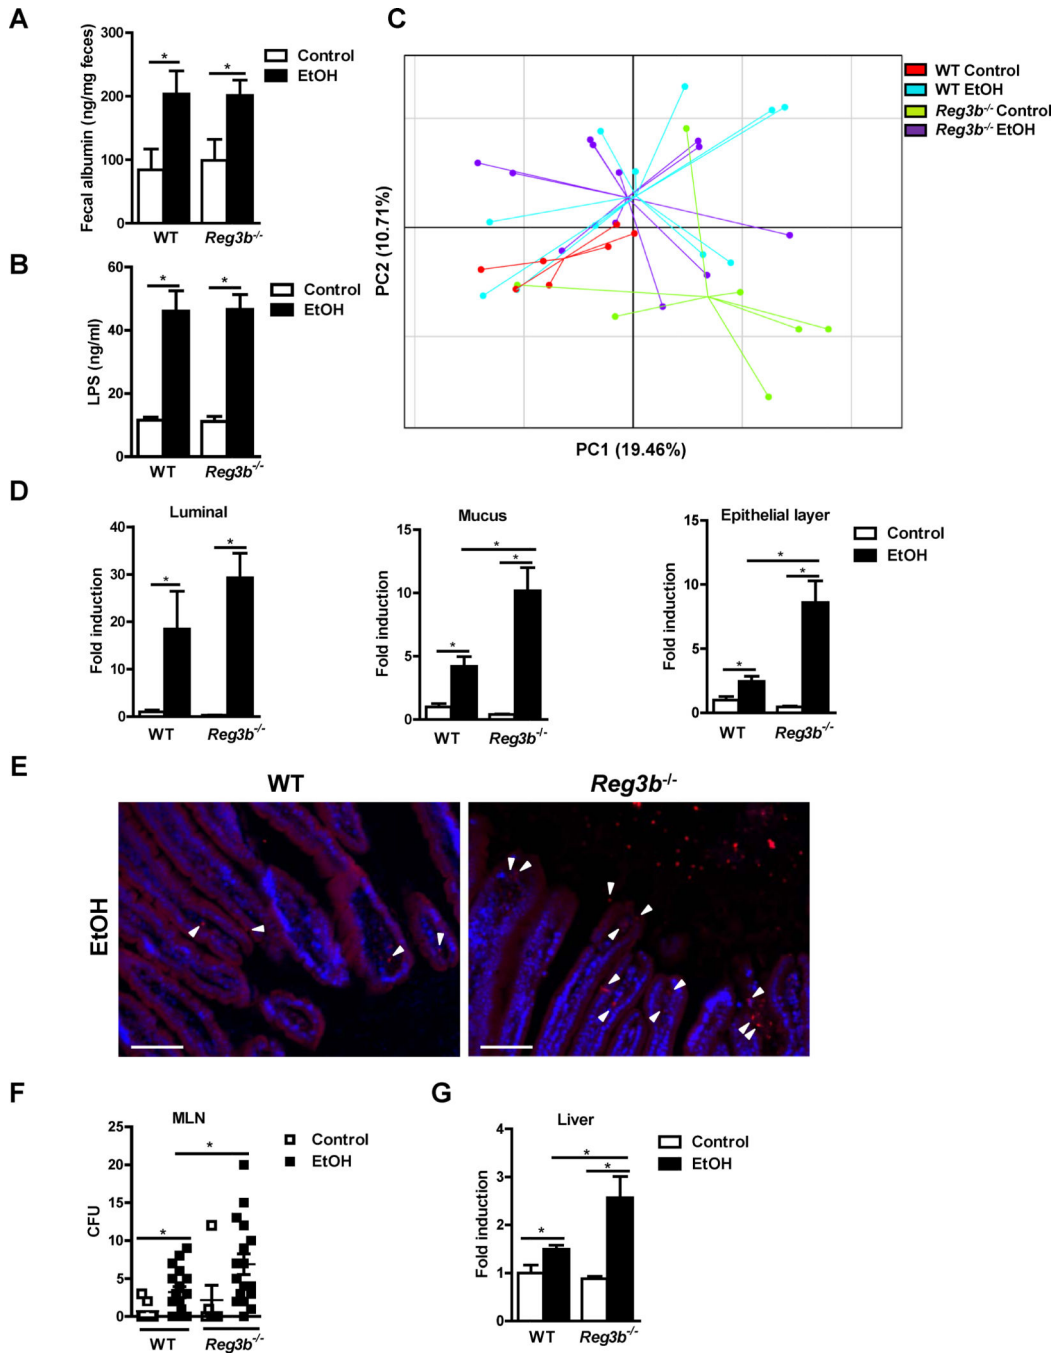 A
Fecal albumin (ng/mg feces)
300
200
100
0
*
*
WT
Reg3b-/-
Control
EtOH
B
LPS (ng/ml)
60
40
20
0
*
*
WT
Reg3b-/-
Control
EtOH
C
PC2 (10.71%)
PC1 (19.46%)
WT Control
WT EtOH
Reg3b-/- Control
Reg3b-/- EtOH
D
Luminal
Fold induction
40
30
20
10
0
*
*
WT
Reg3b-/-
Mucus
Fold induction
15
10
5
0
*
*
*
WT
Reg3b-/-
Epithelial layer
Fold induction
15
10
5
0
*
*
*
WT
Reg3b-/-
Control
EtOH
E
WT
Reg3b-/-
EtOH
F
MLN
CFU
25
20
15
10
5
0
*
*
WT
Reg3b-/-
Control
EtOH
G
Liver
Fold induction
4
3
2
1
0
*
*
*
WT
Reg3b-/-
Control
EtOH